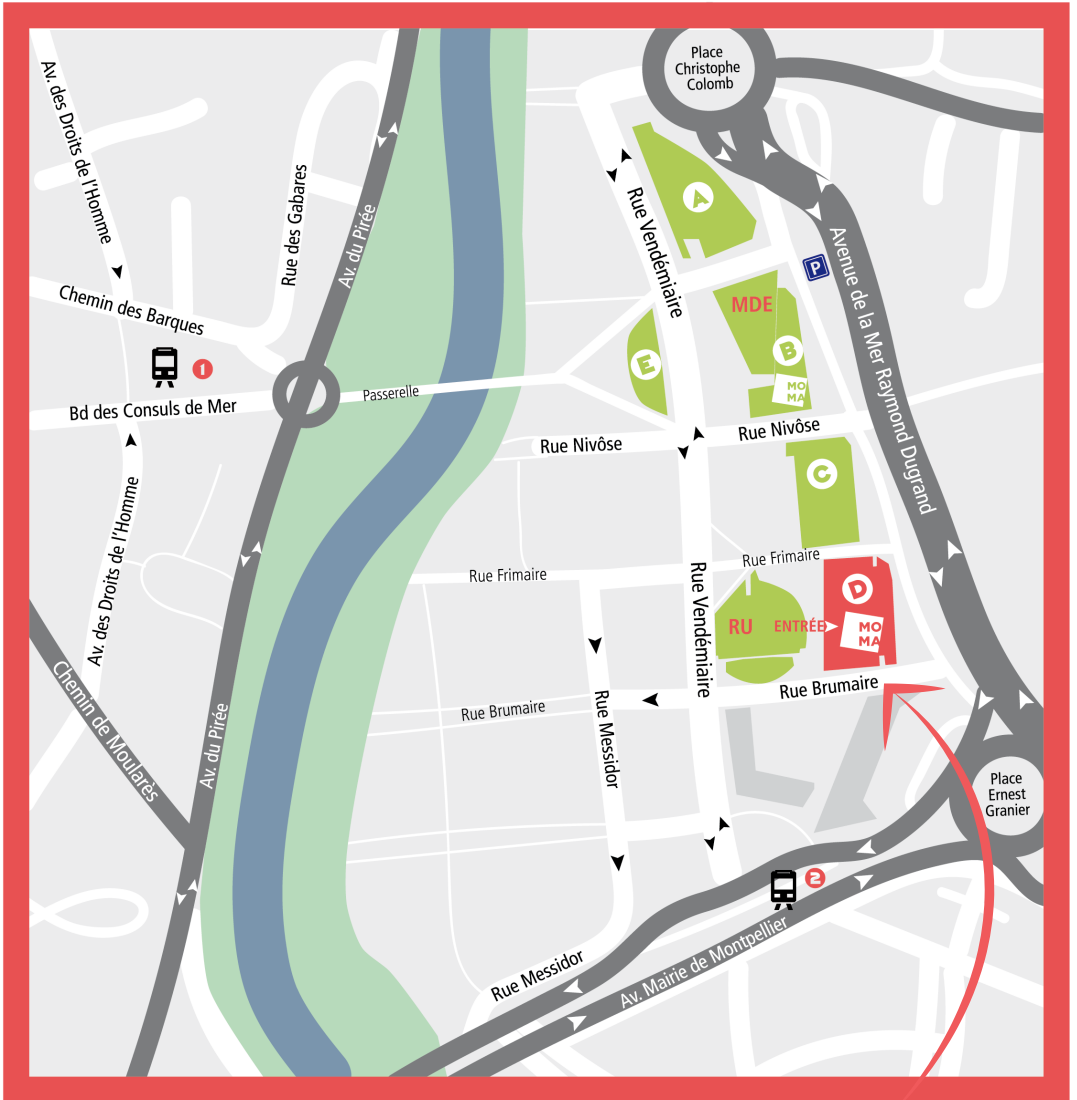 Place
Christophe
Colomb
Av. des Droits de l'Homme
Rue des Gabares
Av. du Pirée
Rue Vendémiaire
A
P
Avenue de la Mer Raymond Dugrand
Chemin des Barques
MDE
B
E
MO
MA
1
Passerelle
Bd des Consuls de Mer
Rue Nivôse
Rue Nivôse
C
Av. des Droits de l'Homme
Rue Frimaire
Rue Frimaire
Rue Vendémiaire
D
RU
ENTRÉE
MO
MA
Chemin de Moularès
Av. du Pirée
Rue Brumaire
Rue Messidor
Rue Brumaire
Place
Ernest
Granier
2
Rue Messidor
Av. Mairie de Montpellier